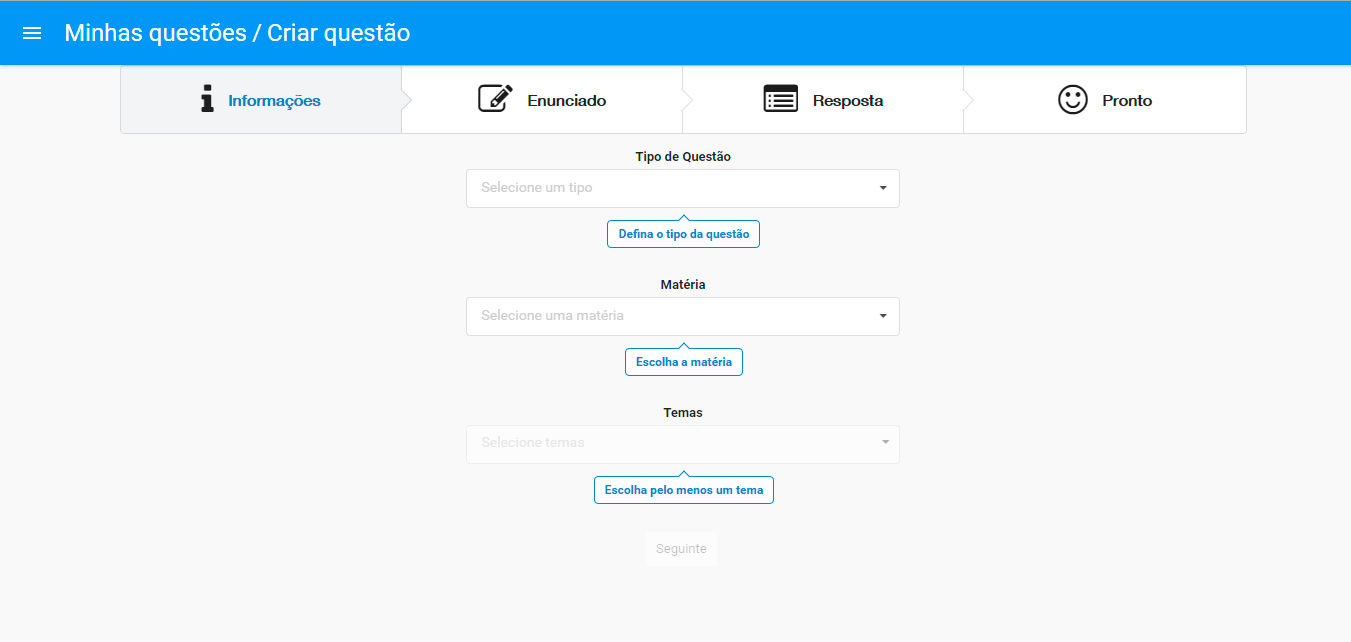 Minhas questões / Criar questão
Informações
Enunciado
Resposta
Pronto
Tipo de Questão
Selecione um tipo
Defina o tipo da questão
Matéria
Selecione uma matéria
Escolha a matéria
Temas
Selecione temas
Escolha pelo menos um tema
Seguinte